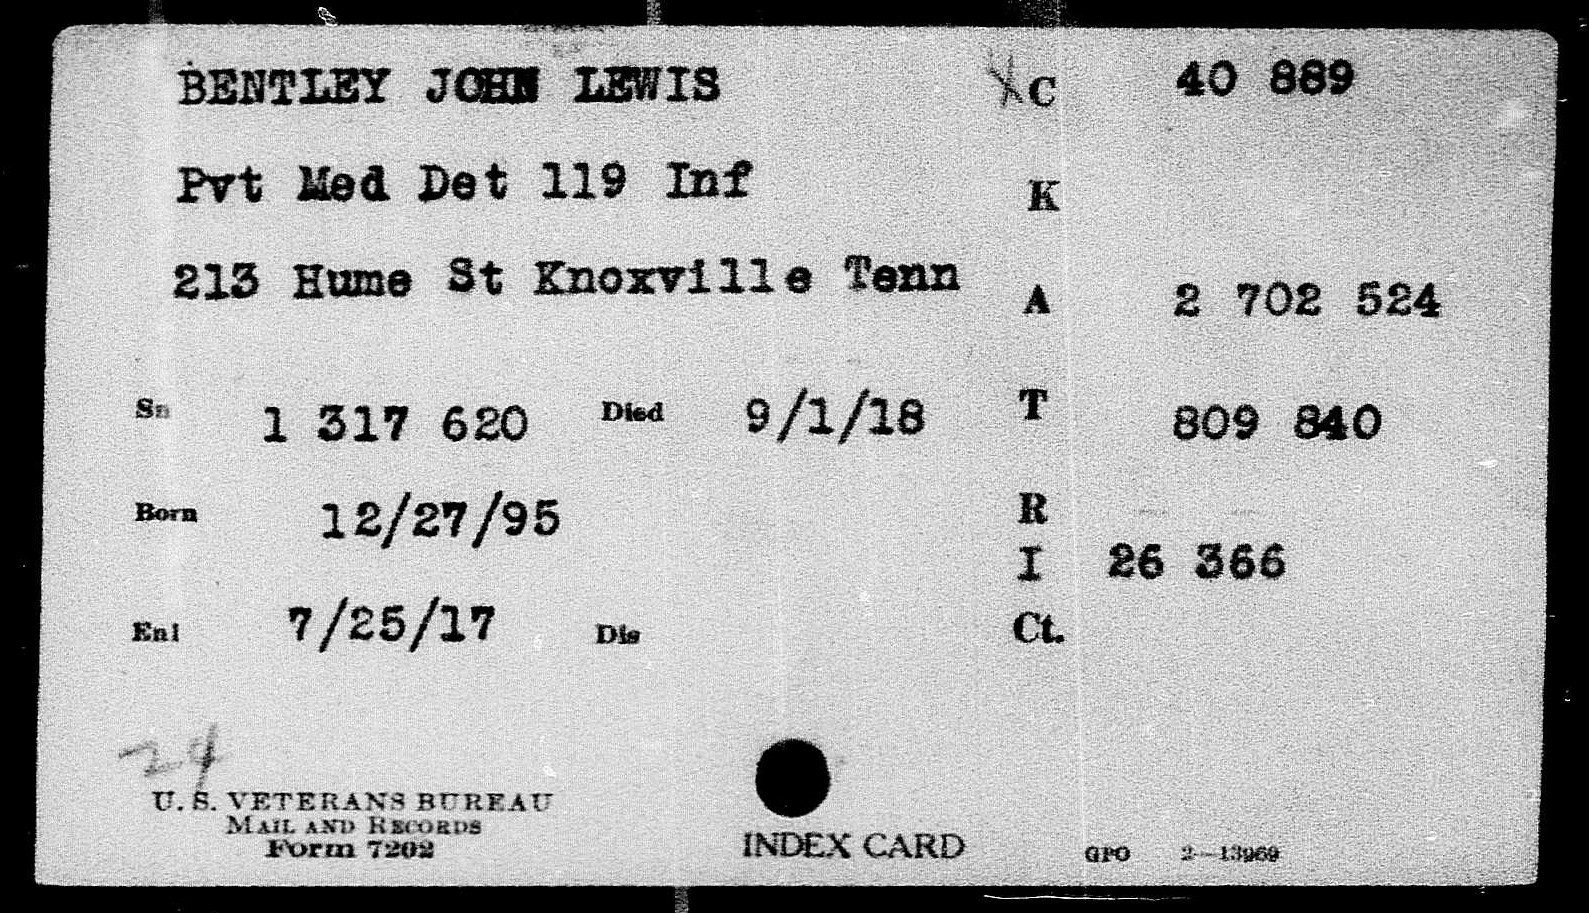 BENTLEY JOHN LEWIS XC 40 889
Pvt Med Det 119 Inf K
213 Hume St Knoxville Tenn A 2 702 524
Sn 1 317 620 Died 9/1/18 T 809 840
Born 12/27/95 R
I 26 366
Enl 7/25/17 Dis Ct.
24
U. S. VETERANS BUREAU
MAIL AND RECORDS
Form 7202
INDEX CARD
GPO 2-13969